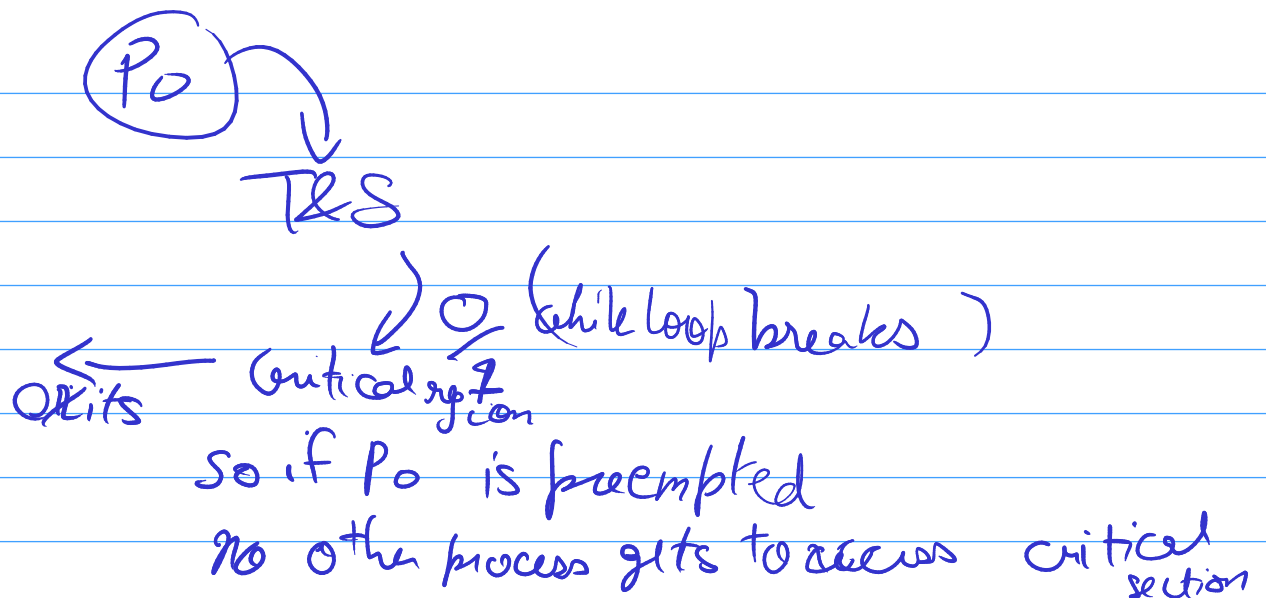 P0
T&S
0 (while loop breaks)
1
exits Critical region
so if P0 is preempted
no other process gets to access critical
section